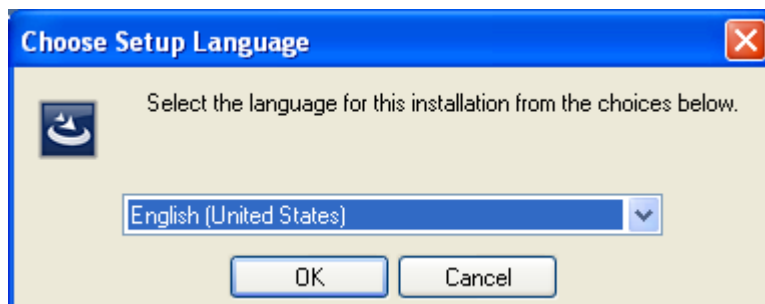 Choose Setup Language
Select the language for this installation from the choices below.
English (United States)
OK Cancel